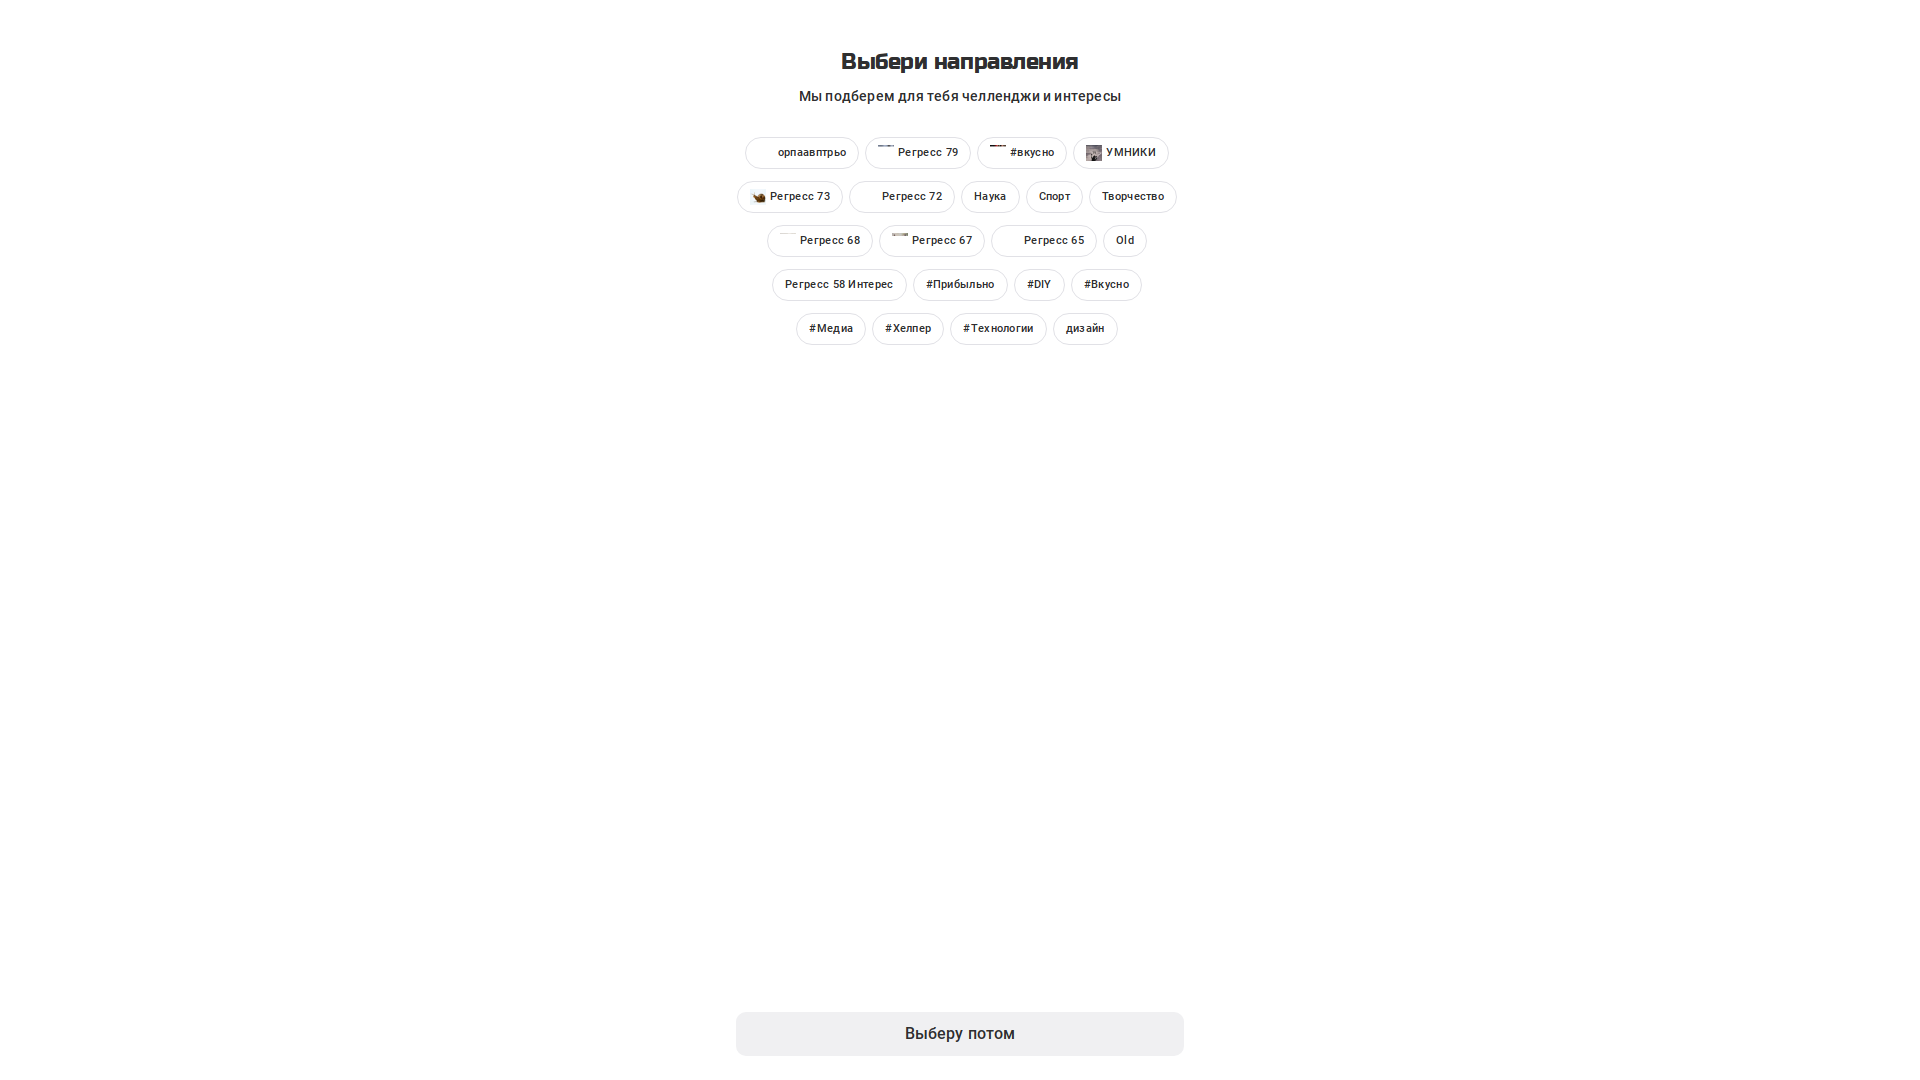 Выбери направления
Мы подберем для тебя челленджи и интересы
орпаавптрьо Регресс 79 #вкусно УМНИКИ
Регресс 73 Регресс 72 Наука Спорт Творчество
Регресс 68 Регресс 67 Регресс 65 Old
Регресс 58 Интерес #Прибыльно #DIY #Вкусно
#Медиа #Хелпер #Технологии дизайн
Выберу потом